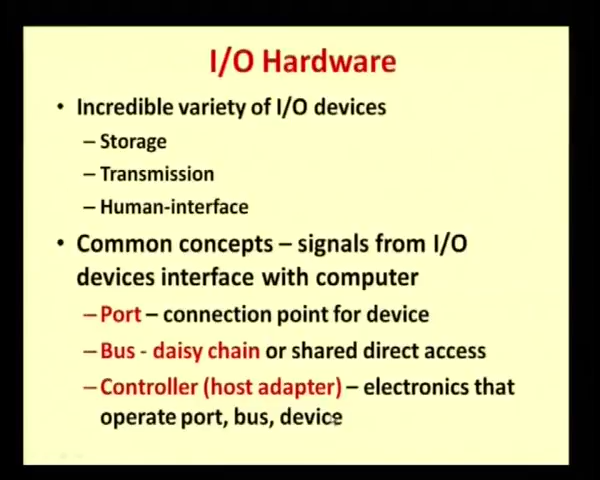 I/O Hardware
• Incredible variety of I/O devices
– Storage
– Transmission
– Human-interface
• Common concepts – signals from I/O
devices interface with computer
– Port – connection point for device
– Bus - daisy chain or shared direct access
– Controller (host adapter) – electronics that
operate port, bus, device